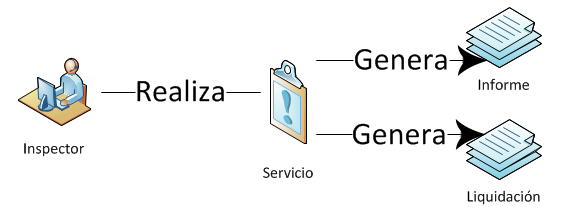 Genera
Informe
Realiza
Inspector
Servicio
Genera
Liquidación